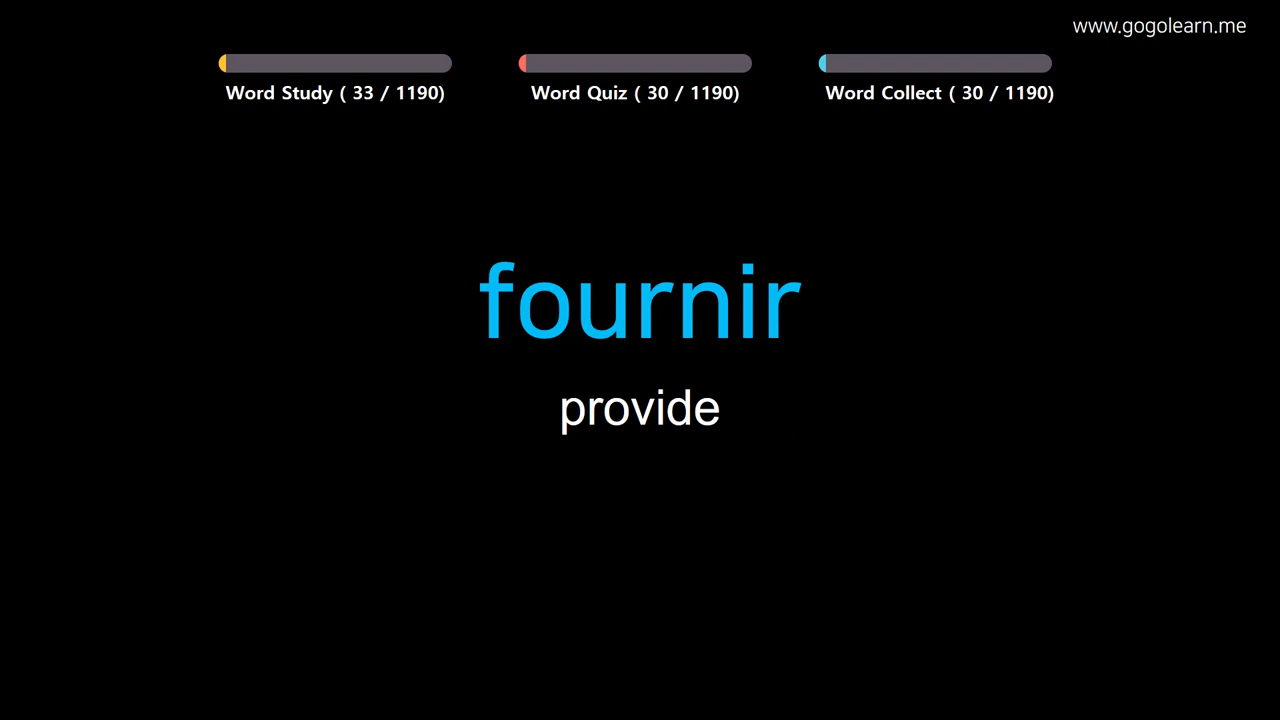 www.gogolearn.me
Word Study ( 33 / 1190)
Word Quiz ( 30 / 1190)
Word Collect ( 30 / 1190)
fournir
provide